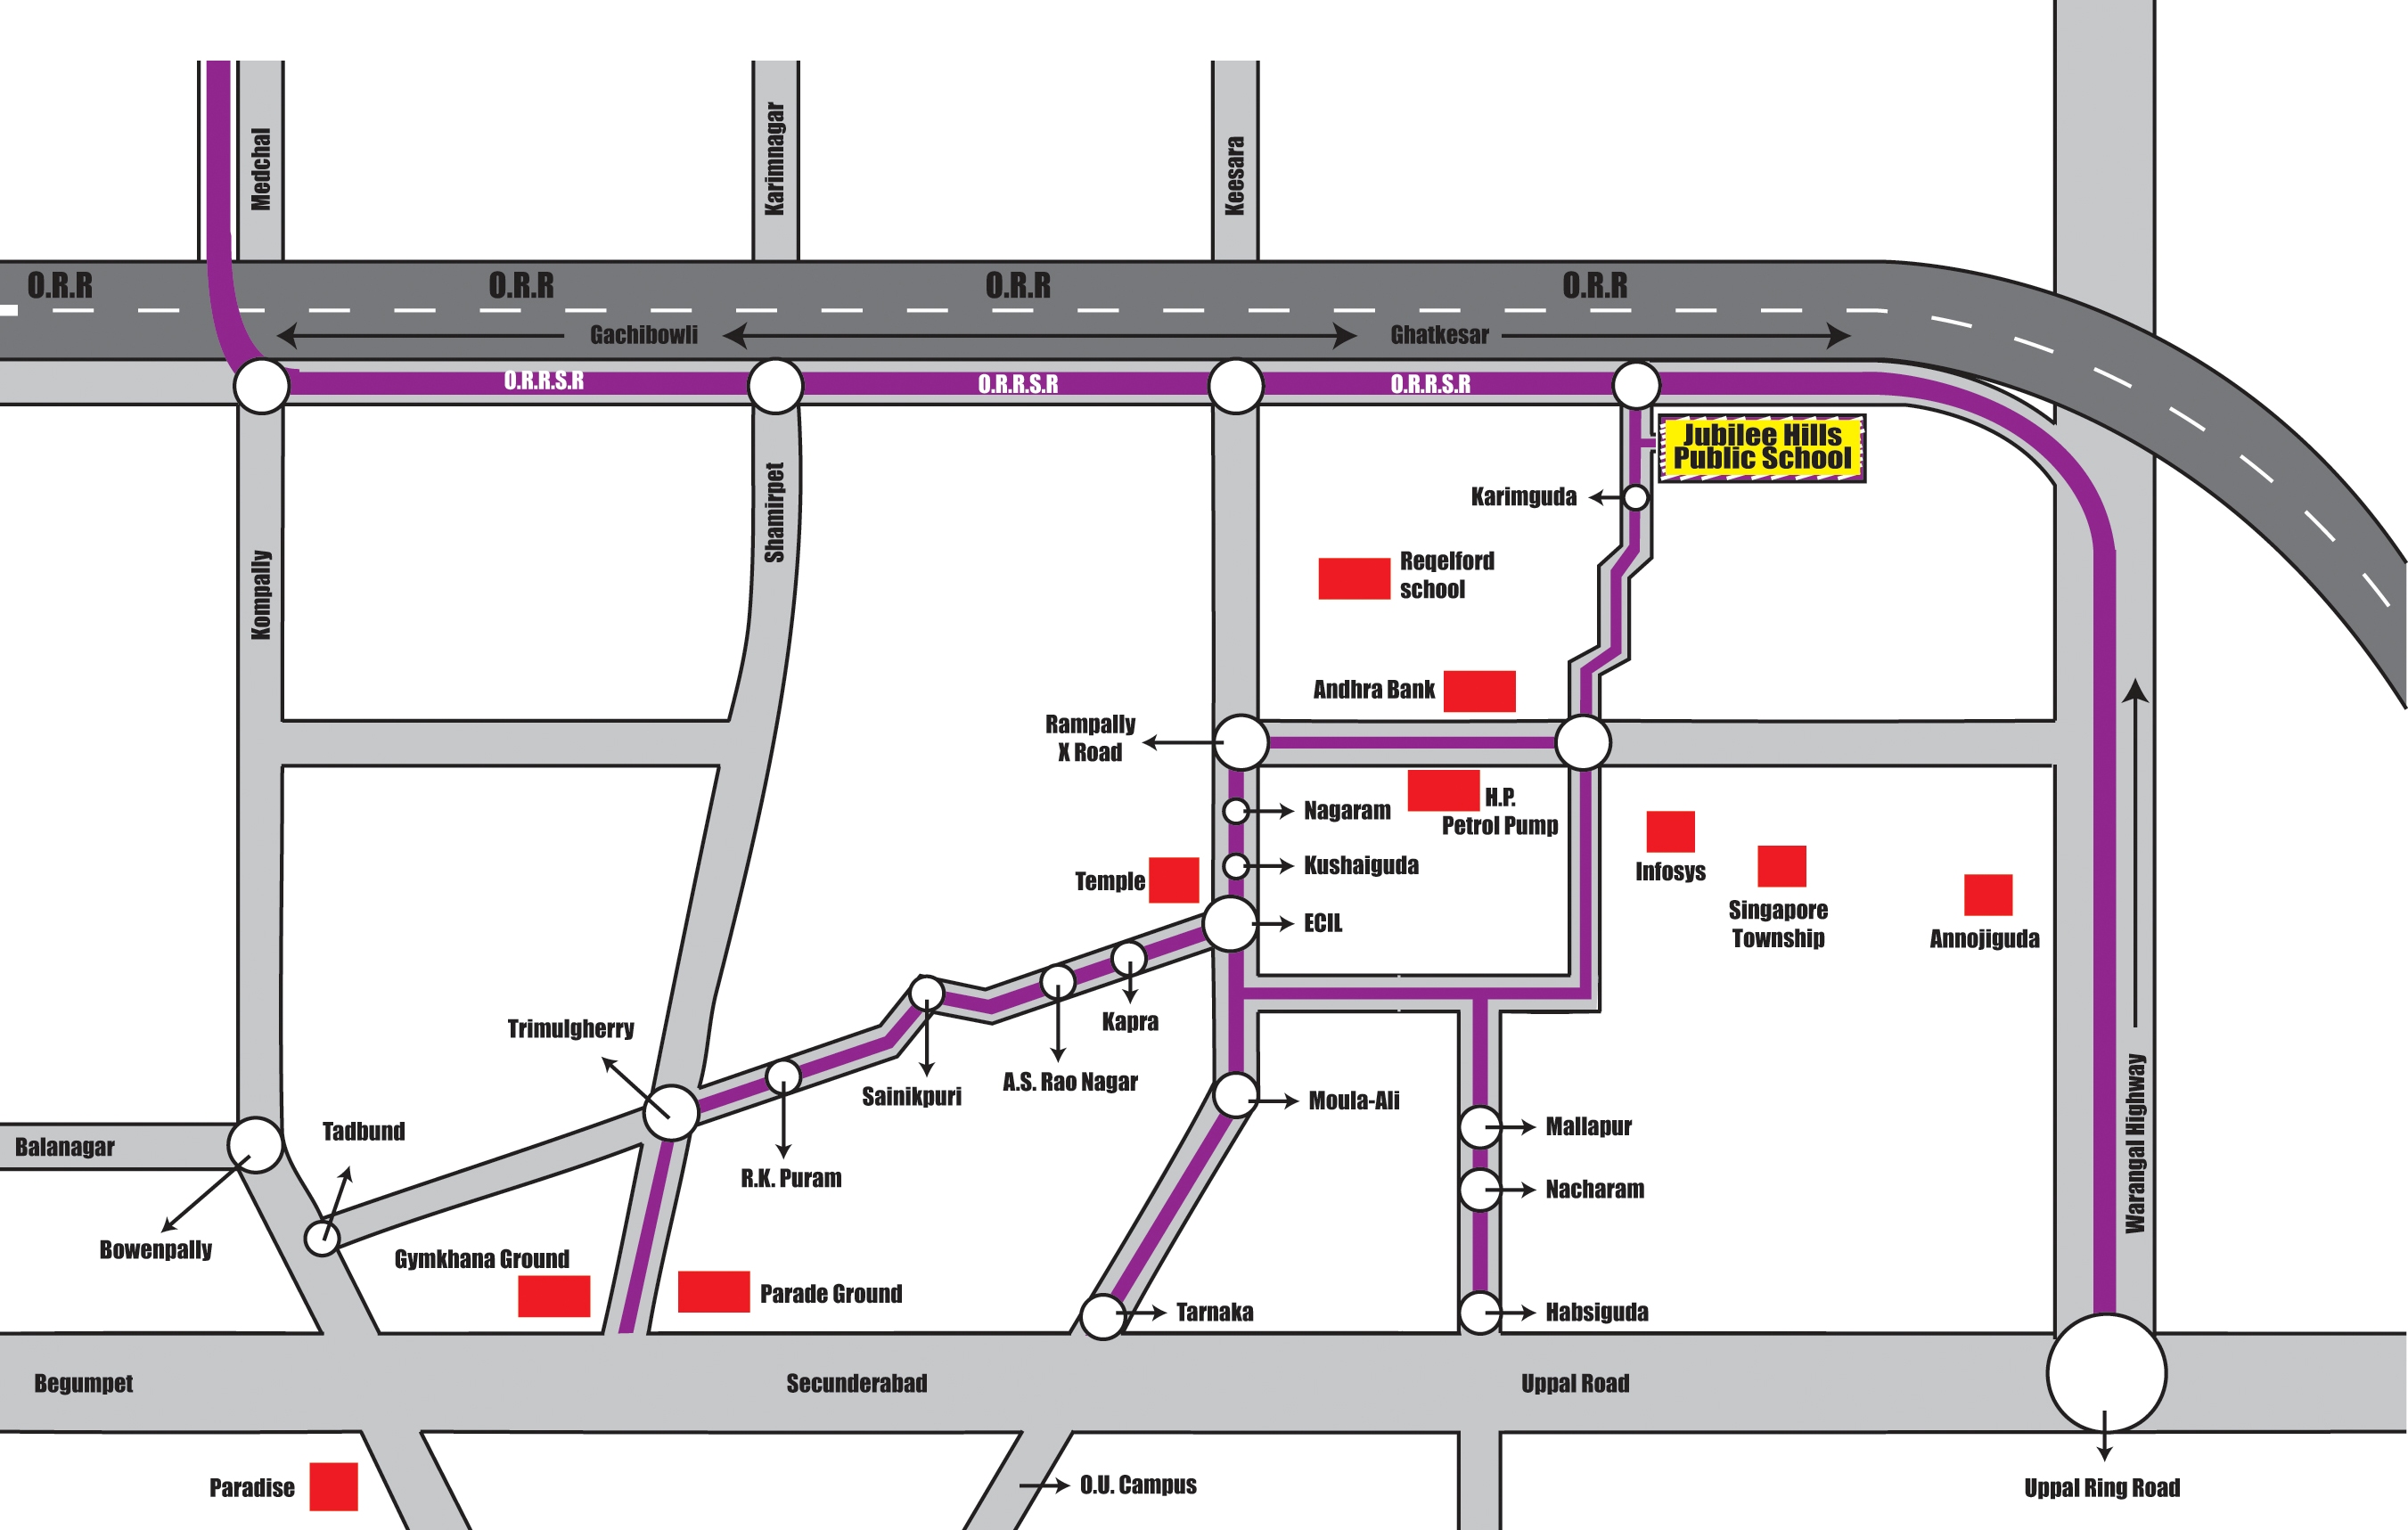 Medchal
Karimnagar
Keesara
O.R.R
O.R.R
O.R.R
O.R.R
Gachibowli
Ghatkesar
O.R.R.S.R
O.R.R.S.R
O.R.R.S.R
Jubilee Hills
Public School
Karimguda
Kompally
Shamirpet
Reqelford
school
Andhra Bank
Rampally
X Road
Nagaram
H.P.
Petrol Pump
Kushaiguda
Temple
Infosys
Singapore
Township
Annojiguda
ECIL
Kapra
Trimulgherry
Sainikpuri
A.S. Rao Nagar
Moula-Ali
Mallapur
Warangal Highway
Balanagar
Tadbund
R.K. Puram
Nacharam
Bowenpally
Gymkhana Ground
Parade Ground
Tarnaka
Habsiguda
Begumpet
Secunderabad
Uppal Road
Paradise
O.U. Campus
Uppal Ring Road